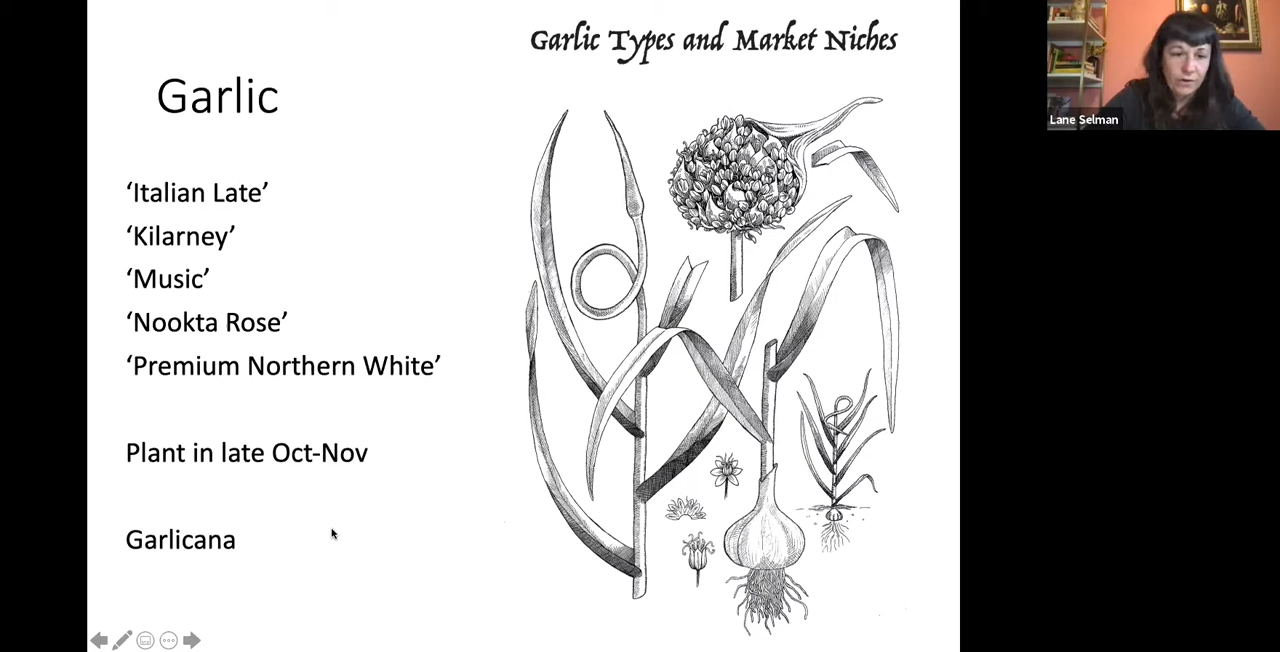 Garlic Types and Market Niches
Garlic
‘Italian Late’
‘Kilarney’
‘Music’
‘Nookta Rose’
‘Premium Northern White’
Plant in late Oct-Nov
Garlicana
Lane Selman